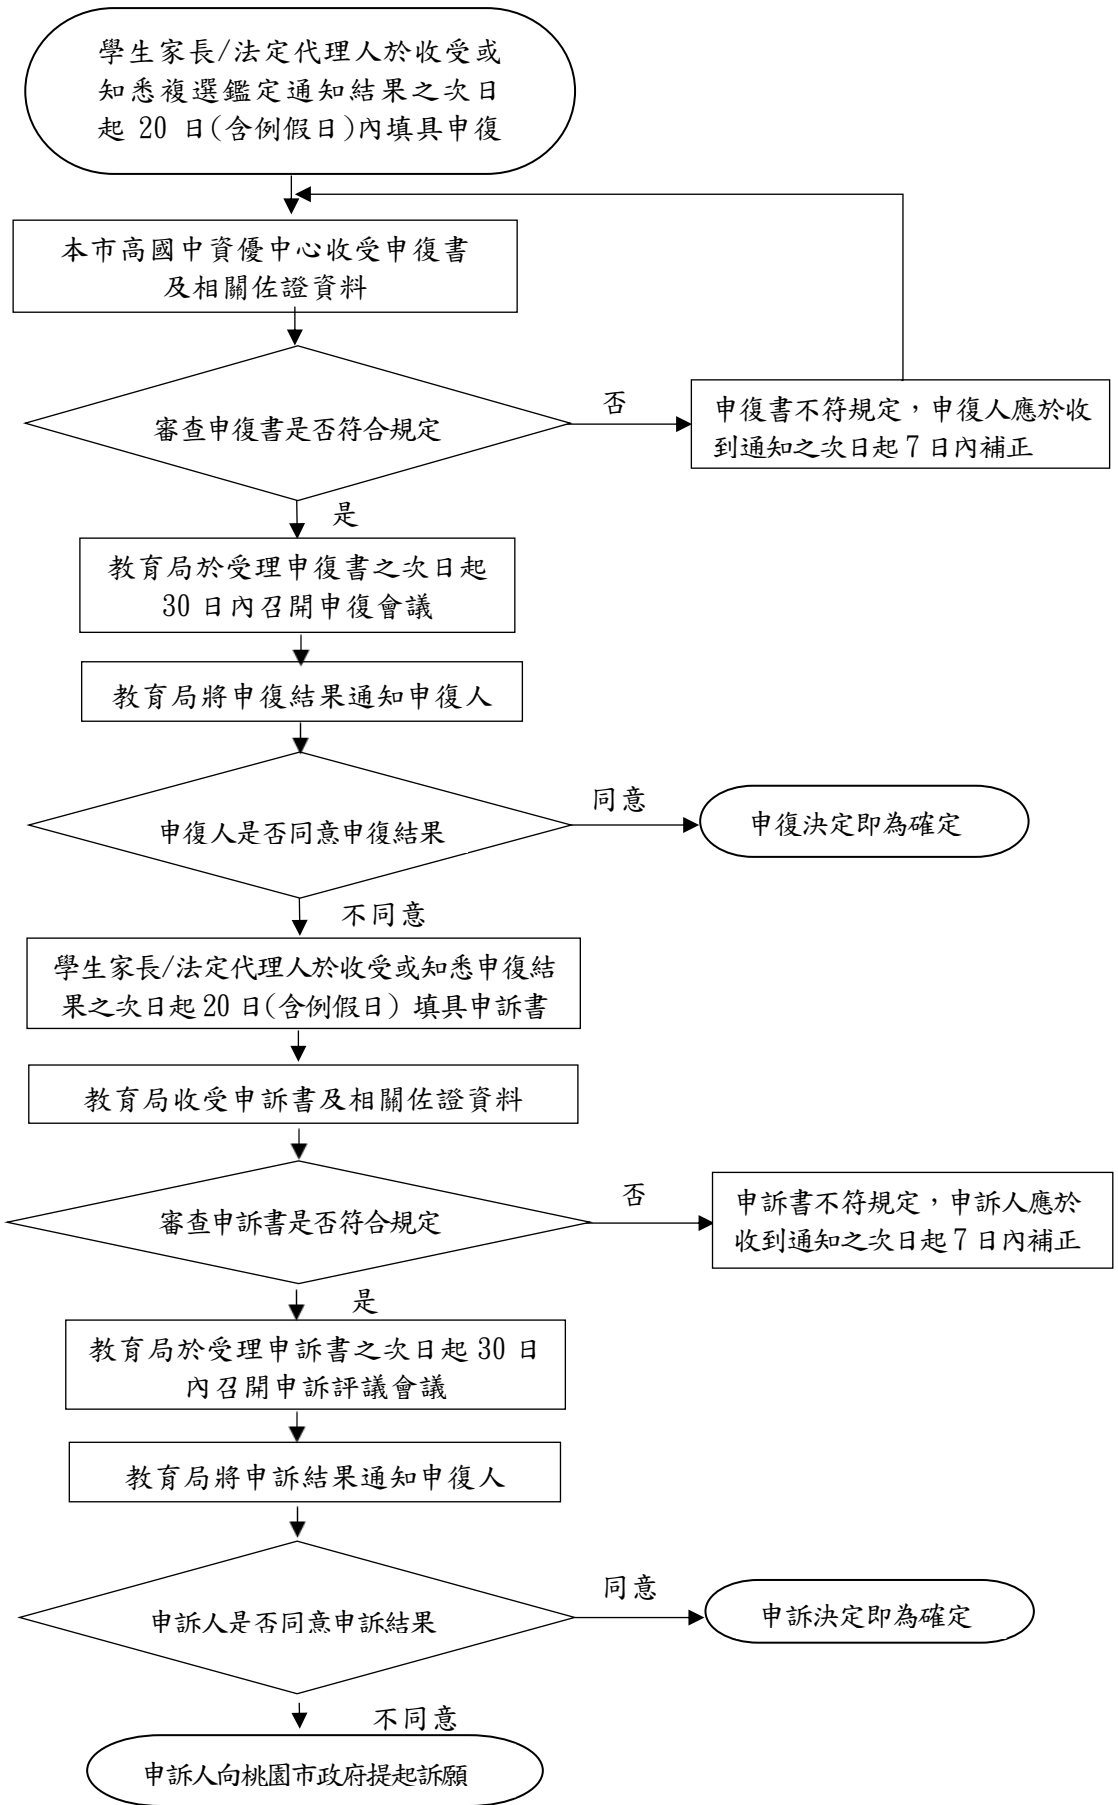 學生家長/法定代理人於收受或
知悉複選鑑定通知結果之次日
起 20 日(含例假日)內填具申復
本市高國中資優中心收受申復書
及相關佐證資料
審查申復書是否符合規定
否
申復書不符規定，申復人應於收
到通知之次日起 7 日內補正
是
教育局於受理申復書之次日起
30 日內召開申復會議
教育局將申復結果通知申復人
申復人是否同意申復結果
同意
申復決定即為確定
不同意
學生家長/法定代理人於收受或知悉申復結
果之次日起 20 日(含例假日) 填具申訴書
教育局收受申訴書及相關佐證資料
審查申訴書是否符合規定
否
申訴書不符規定，申訴人應於
收到通知之次日起 7 日內補正
是
教育局於受理申訴書之次日起 30 日
內召開申訴評議會議
教育局將申訴結果通知申復人
申訴人是否同意申訴結果
同意
申訴決定即為確定
不同意
申訴人向桃園市政府提起訴願